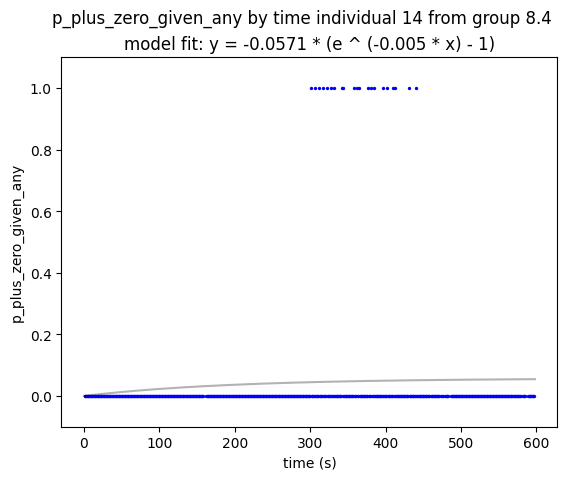 p_plus_zero_given_any by time individual 14 from group 8.4
model fit: y = -0.0571 * (e ^ (-0.005 * x) - 1)
p_plus_zero_given_any
1.0
0.8
0.6
0.4
0.2
0.0
0 100 200 300 400 500 600
time (s)